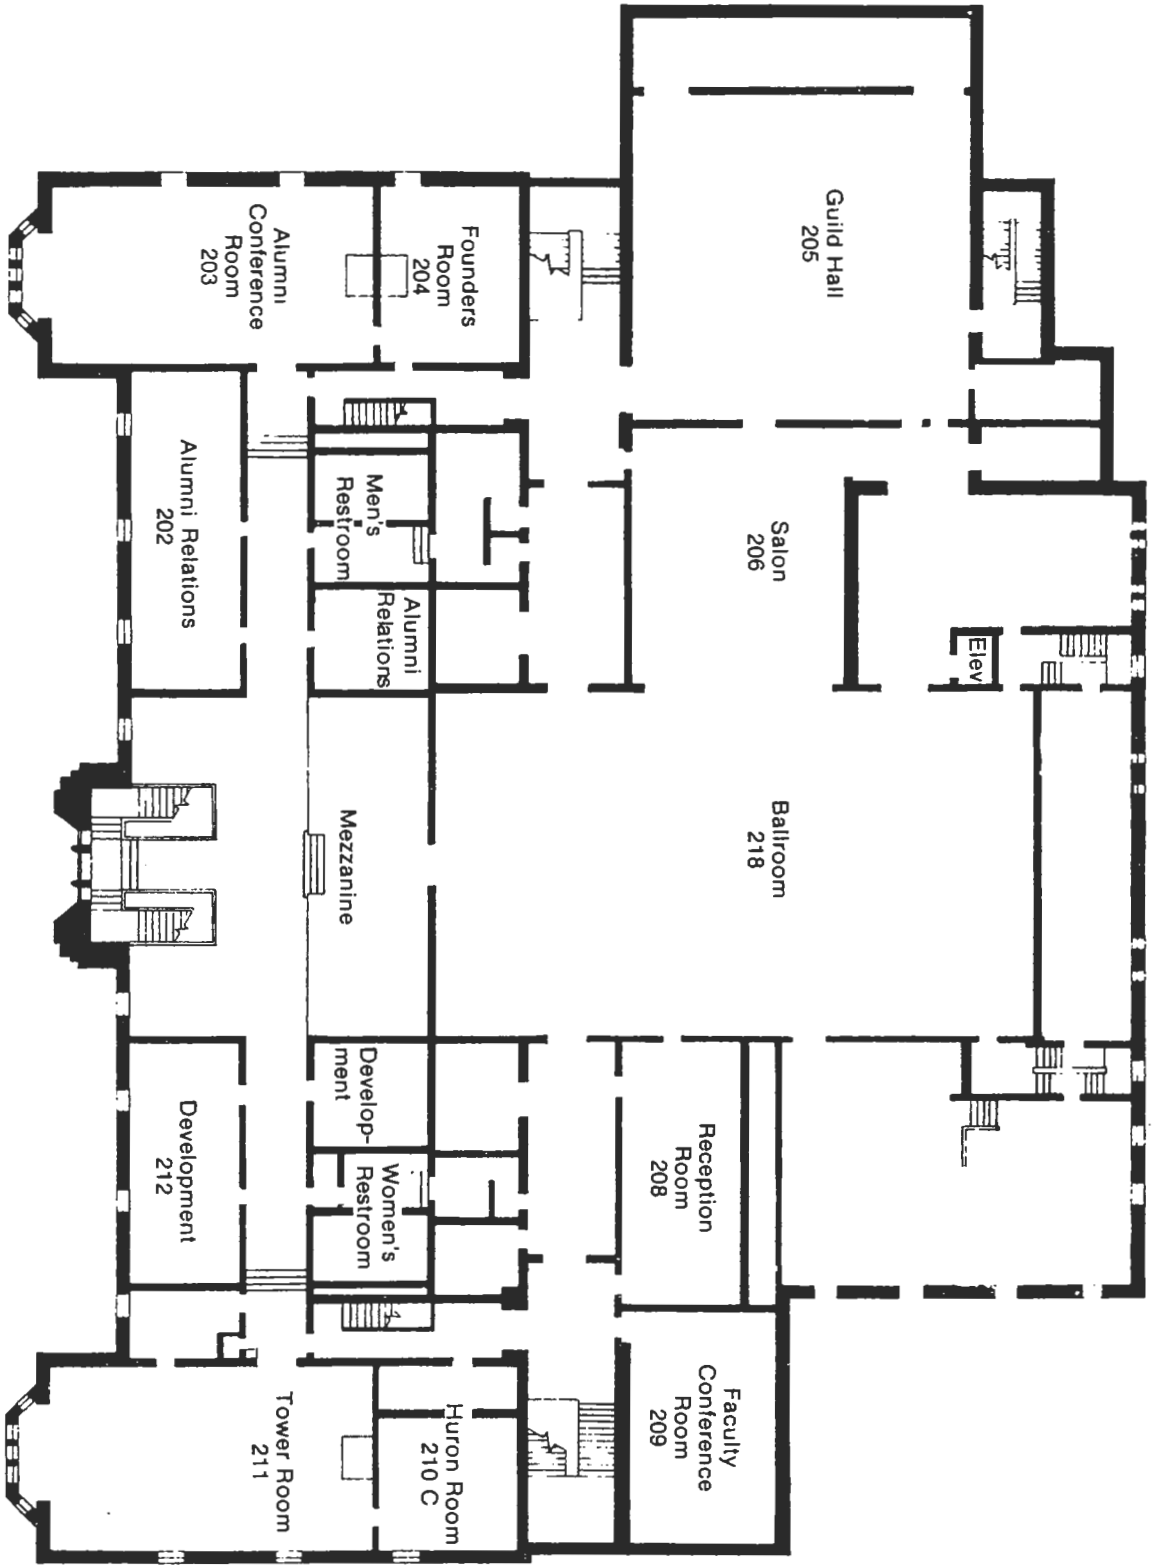 Guild Hall
205
Founders
Room
204
Alumni
Conference
Room
203
Salon
206
Men's
Restroom
Alumni Relations
202
Alumni
Relations
Elev
Ballroom
218
Mezzanine
Develop-
ment
Development
212
Women's
Restroom
Reception
Room
208
Faculty
Conference
Room
209
Huron Room
210 C
Tower Room
211